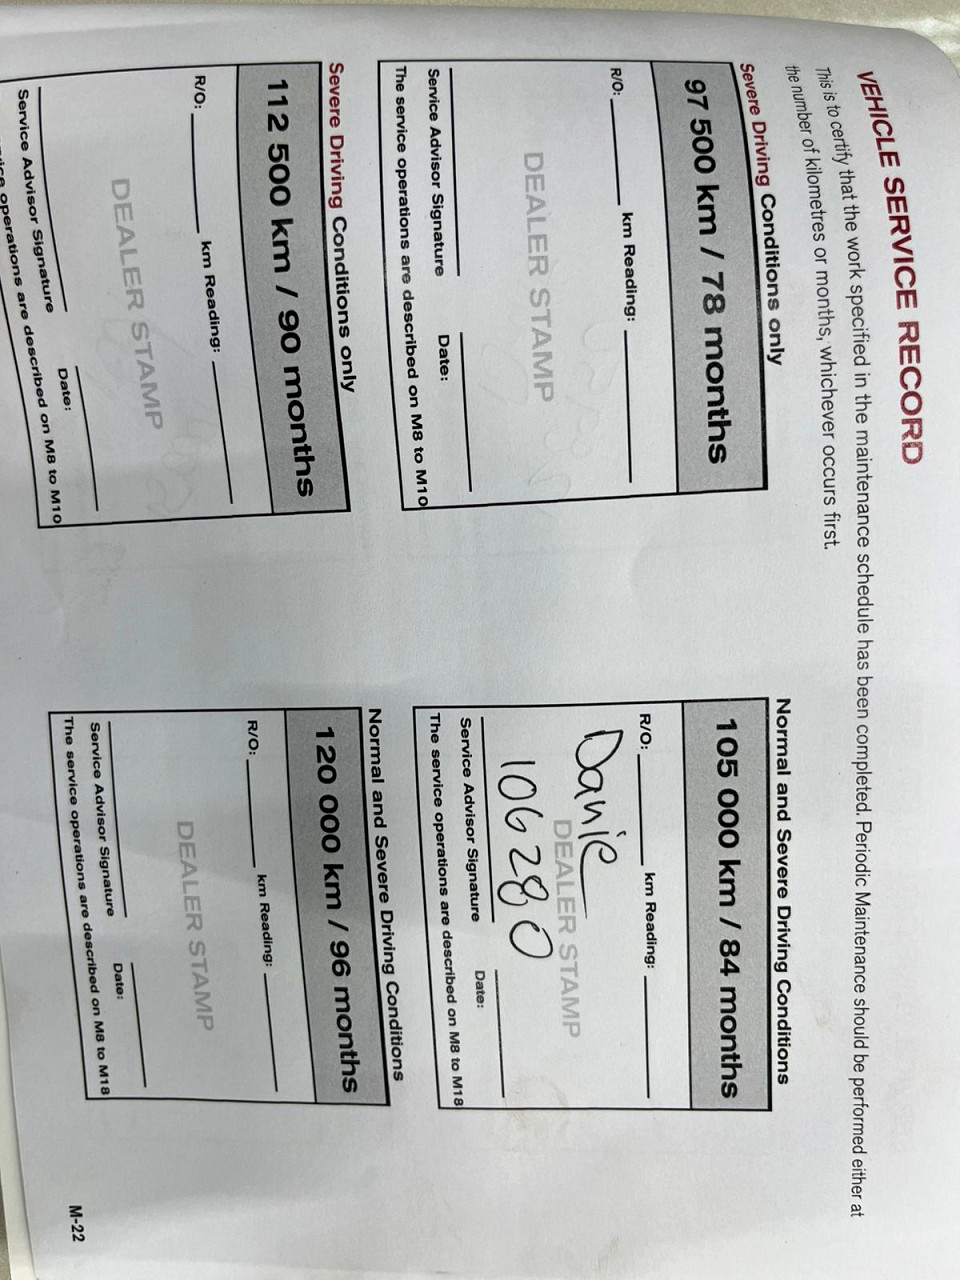 VEHICLE SERVICE RECORD
This is to certify that the work specified in the maintenance schedule has been completed. Periodic Maintenance should be performed either at
the number of kilometres or months, whichever occurs first.
Severe Driving Conditions only
97 500 km / 78 months
R/O: km Reading:
DEALER STAMP
Service Advisor Signature Date:
The service operations are described on M8 to M10
Normal and Severe Driving Conditions
105 000 km / 84 months
R/O: km Reading:
Danie
DEALER STAMP
106280
Service Advisor Signature Date:
The service operations are described on M8 to M18
Severe Driving Conditions only
112 500 km / 90 months
R/O: km Reading:
DEALER STAMP
Service Advisor Signature Date:
operations are described on M8 to M10
Normal and Severe Driving Conditions
120 000 km / 96 months
R/O: km Reading:
DEALER STAMP
Service Advisor Signature Date:
The service operations are described on M8 to M18
M-22